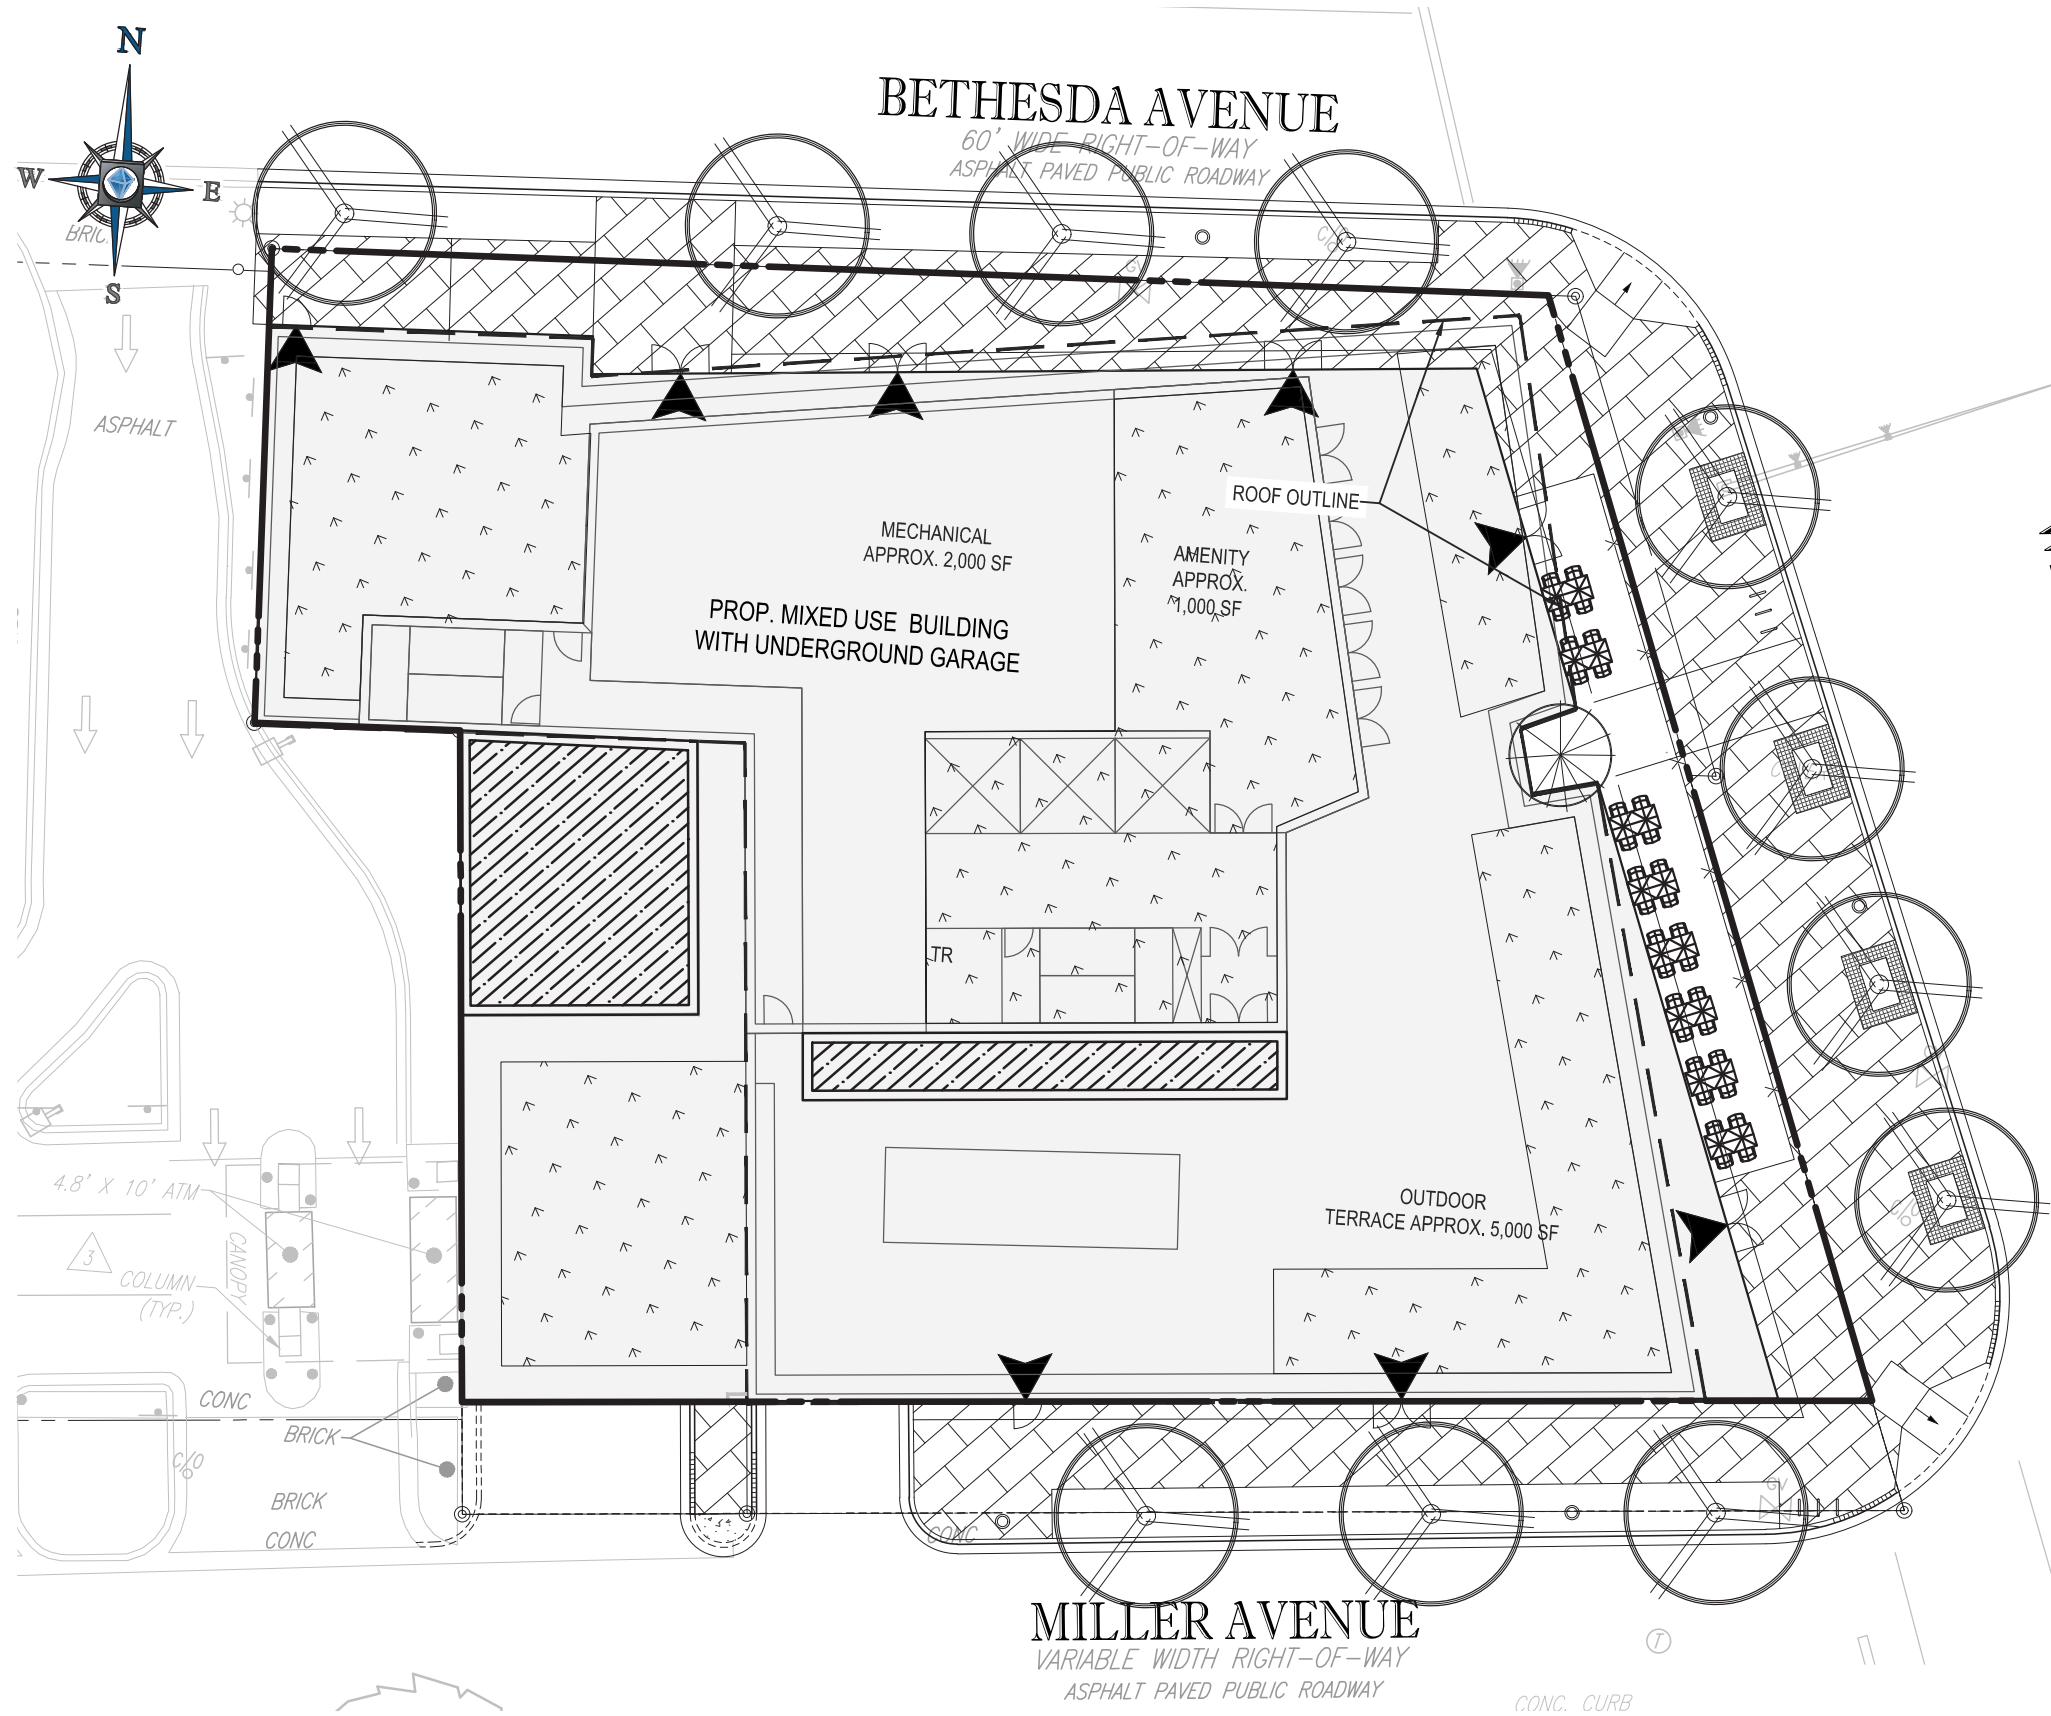 N
BETHESDA AVENUE
60' WIDE RIGHT-OF-WAY
ASPHALT PAVED PUBLIC ROADWAY
W
E
S
C/O
GV
ASPHALT
ROOF OUTLINE
MECHANICAL
APPROX. 2,000 SF
AMENITY
APPROX.
1,000 SF
PROP. MIXED USE BUILDING
WITH UNDERGROUND GARAGE
TR
4.8' X 10' ATM
OUTDOOR
TERRACE APPROX. 5,000 SF
C/O
3
CANOPY
COLUMN
(TYP.)
CONC
BRICK
C/O
BRICK
CONC
CONC
GV
MILLER AVENUE
VARIABLE WIDTH RIGHT-OF-WAY
ASPHALT PAVED PUBLIC ROADWAY
T
CONC. CURB